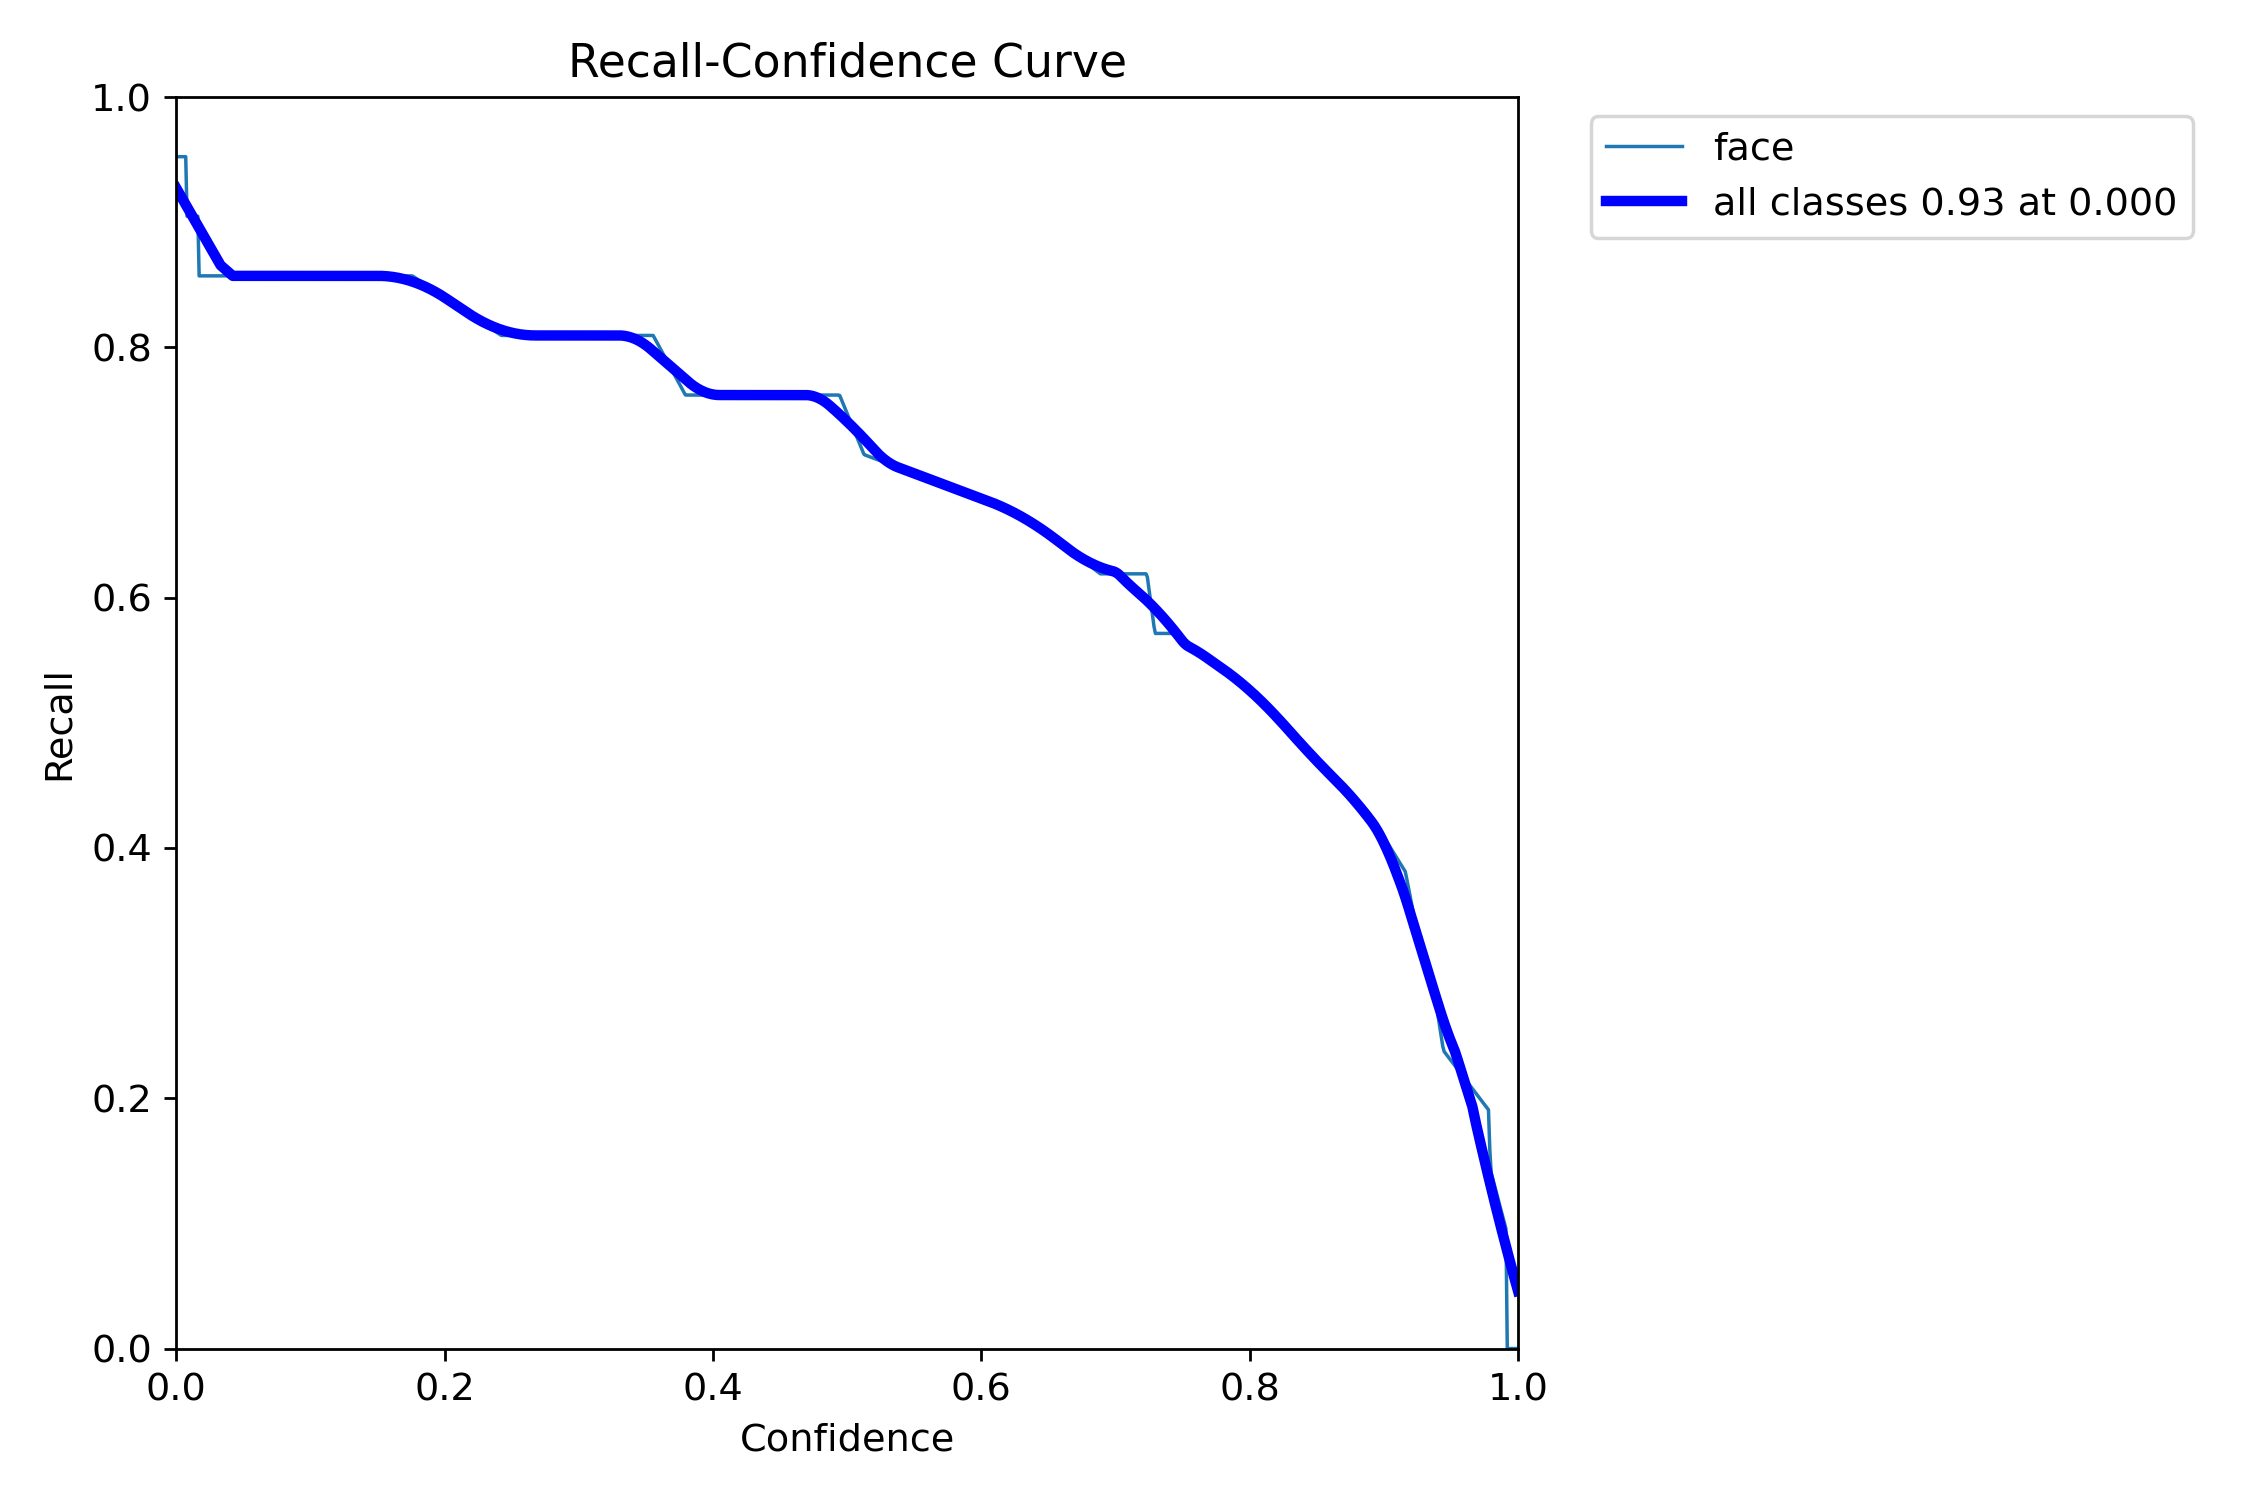 Recall-Confidence Curve
1.0
0.8
0.6
0.4
0.2
0.0
Recall
0.0 0.2 0.4 0.6 0.8 1.0
Confidence
face
all classes 0.93 at 0.000